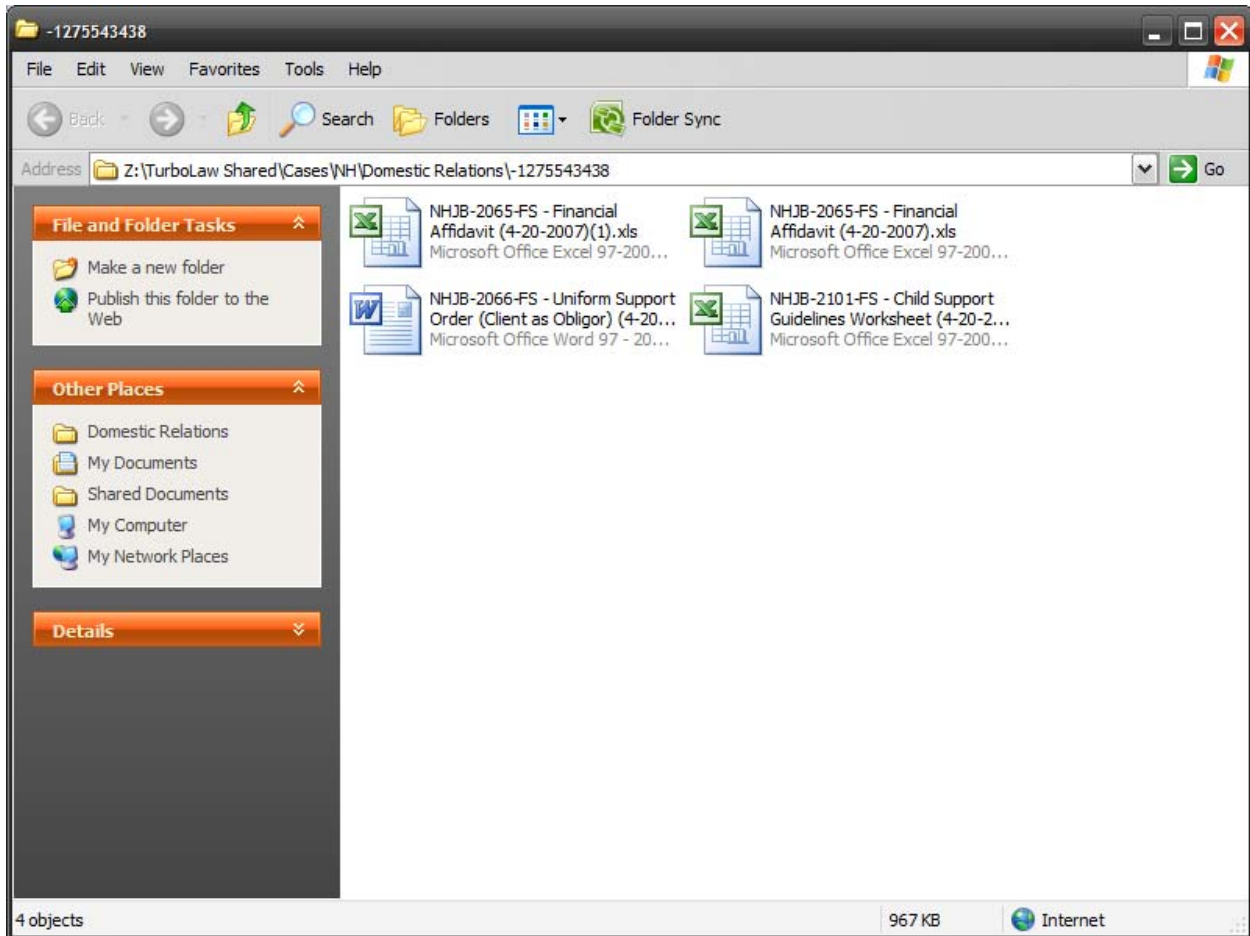 -1275543438
File Edit View Favorites Tools Help
Back Search Folders Folder Sync
Address Z:\TurboLaw Shared\Cases\NH\Domestic Relations\-1275543438 Go
File and Folder Tasks
Make a new folder
Publish this folder to the
Web
Other Places
Domestic Relations
My Documents
Shared Documents
My Computer
My Network Places
Details
NHJB-2065-FS - Financial
Affidavit (4-20-2007)(1).xls
Microsoft Office Excel 97-200...
NHJB-2065-FS - Financial
Affidavit (4-20-2007).xls
Microsoft Office Excel 97-200...
NHJB-2066-FS - Uniform Support
Order (Client as Obligor) (4-20...
Microsoft Office Word 97 - 20...
NHJB-2101-FS - Child Support
Guidelines Worksheet (4-20-2...
Microsoft Office Excel 97-200...
4 objects 967 KB Internet